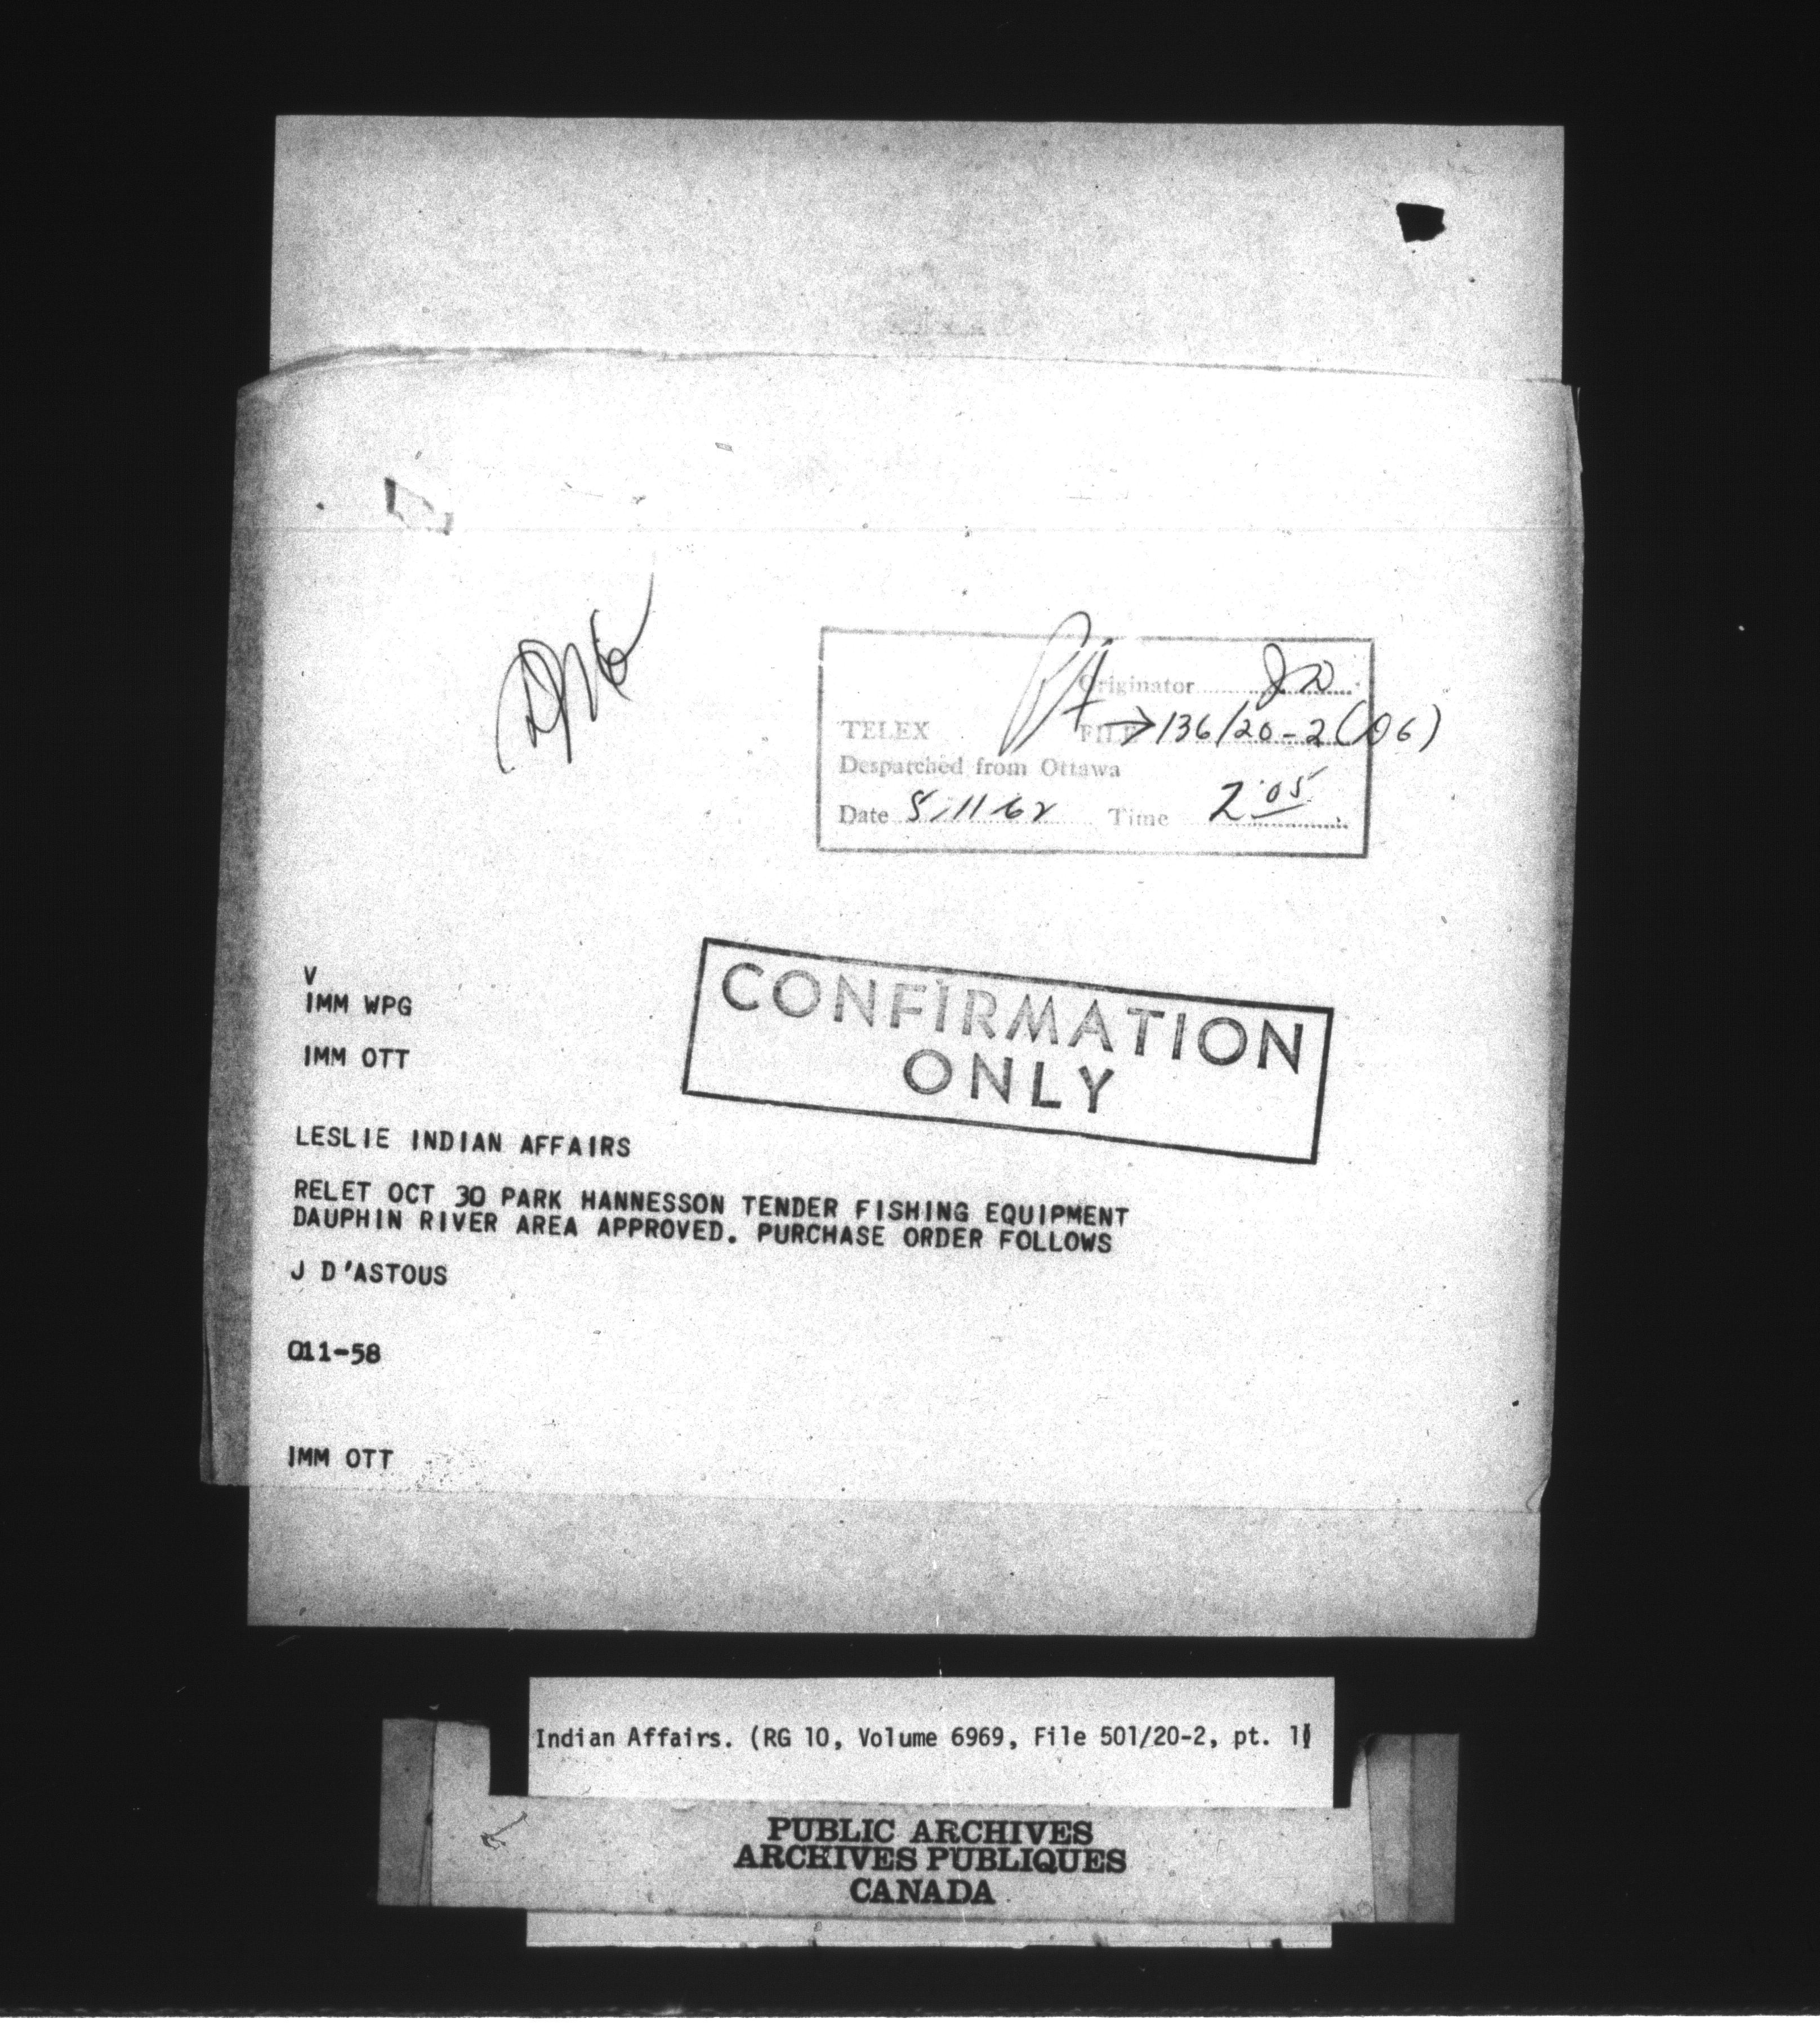 Originator JD
TELEX FILE →136/20-2(D6)
Despatched from Ottawa
Date 5.11.62 Time 2:05
CONFIRMATION
ONLY
V
IMM WPG
IMM OTT
LESLIE INDIAN AFFAIRS
RELET OCT 30 PARK HANNESSON TENDER FISHING EQUIPMENT
DAUPHIN RIVER AREA APPROVED. PURCHASE ORDER FOLLOWS
J D'ASTOUS
O11-58
IMM OTT
Indian Affairs. (RG 10, Volume 6969, File 501/20-2, pt. 1)
PUBLIC ARCHIVES
ARCHIVES PUBLIQUES
CANADA